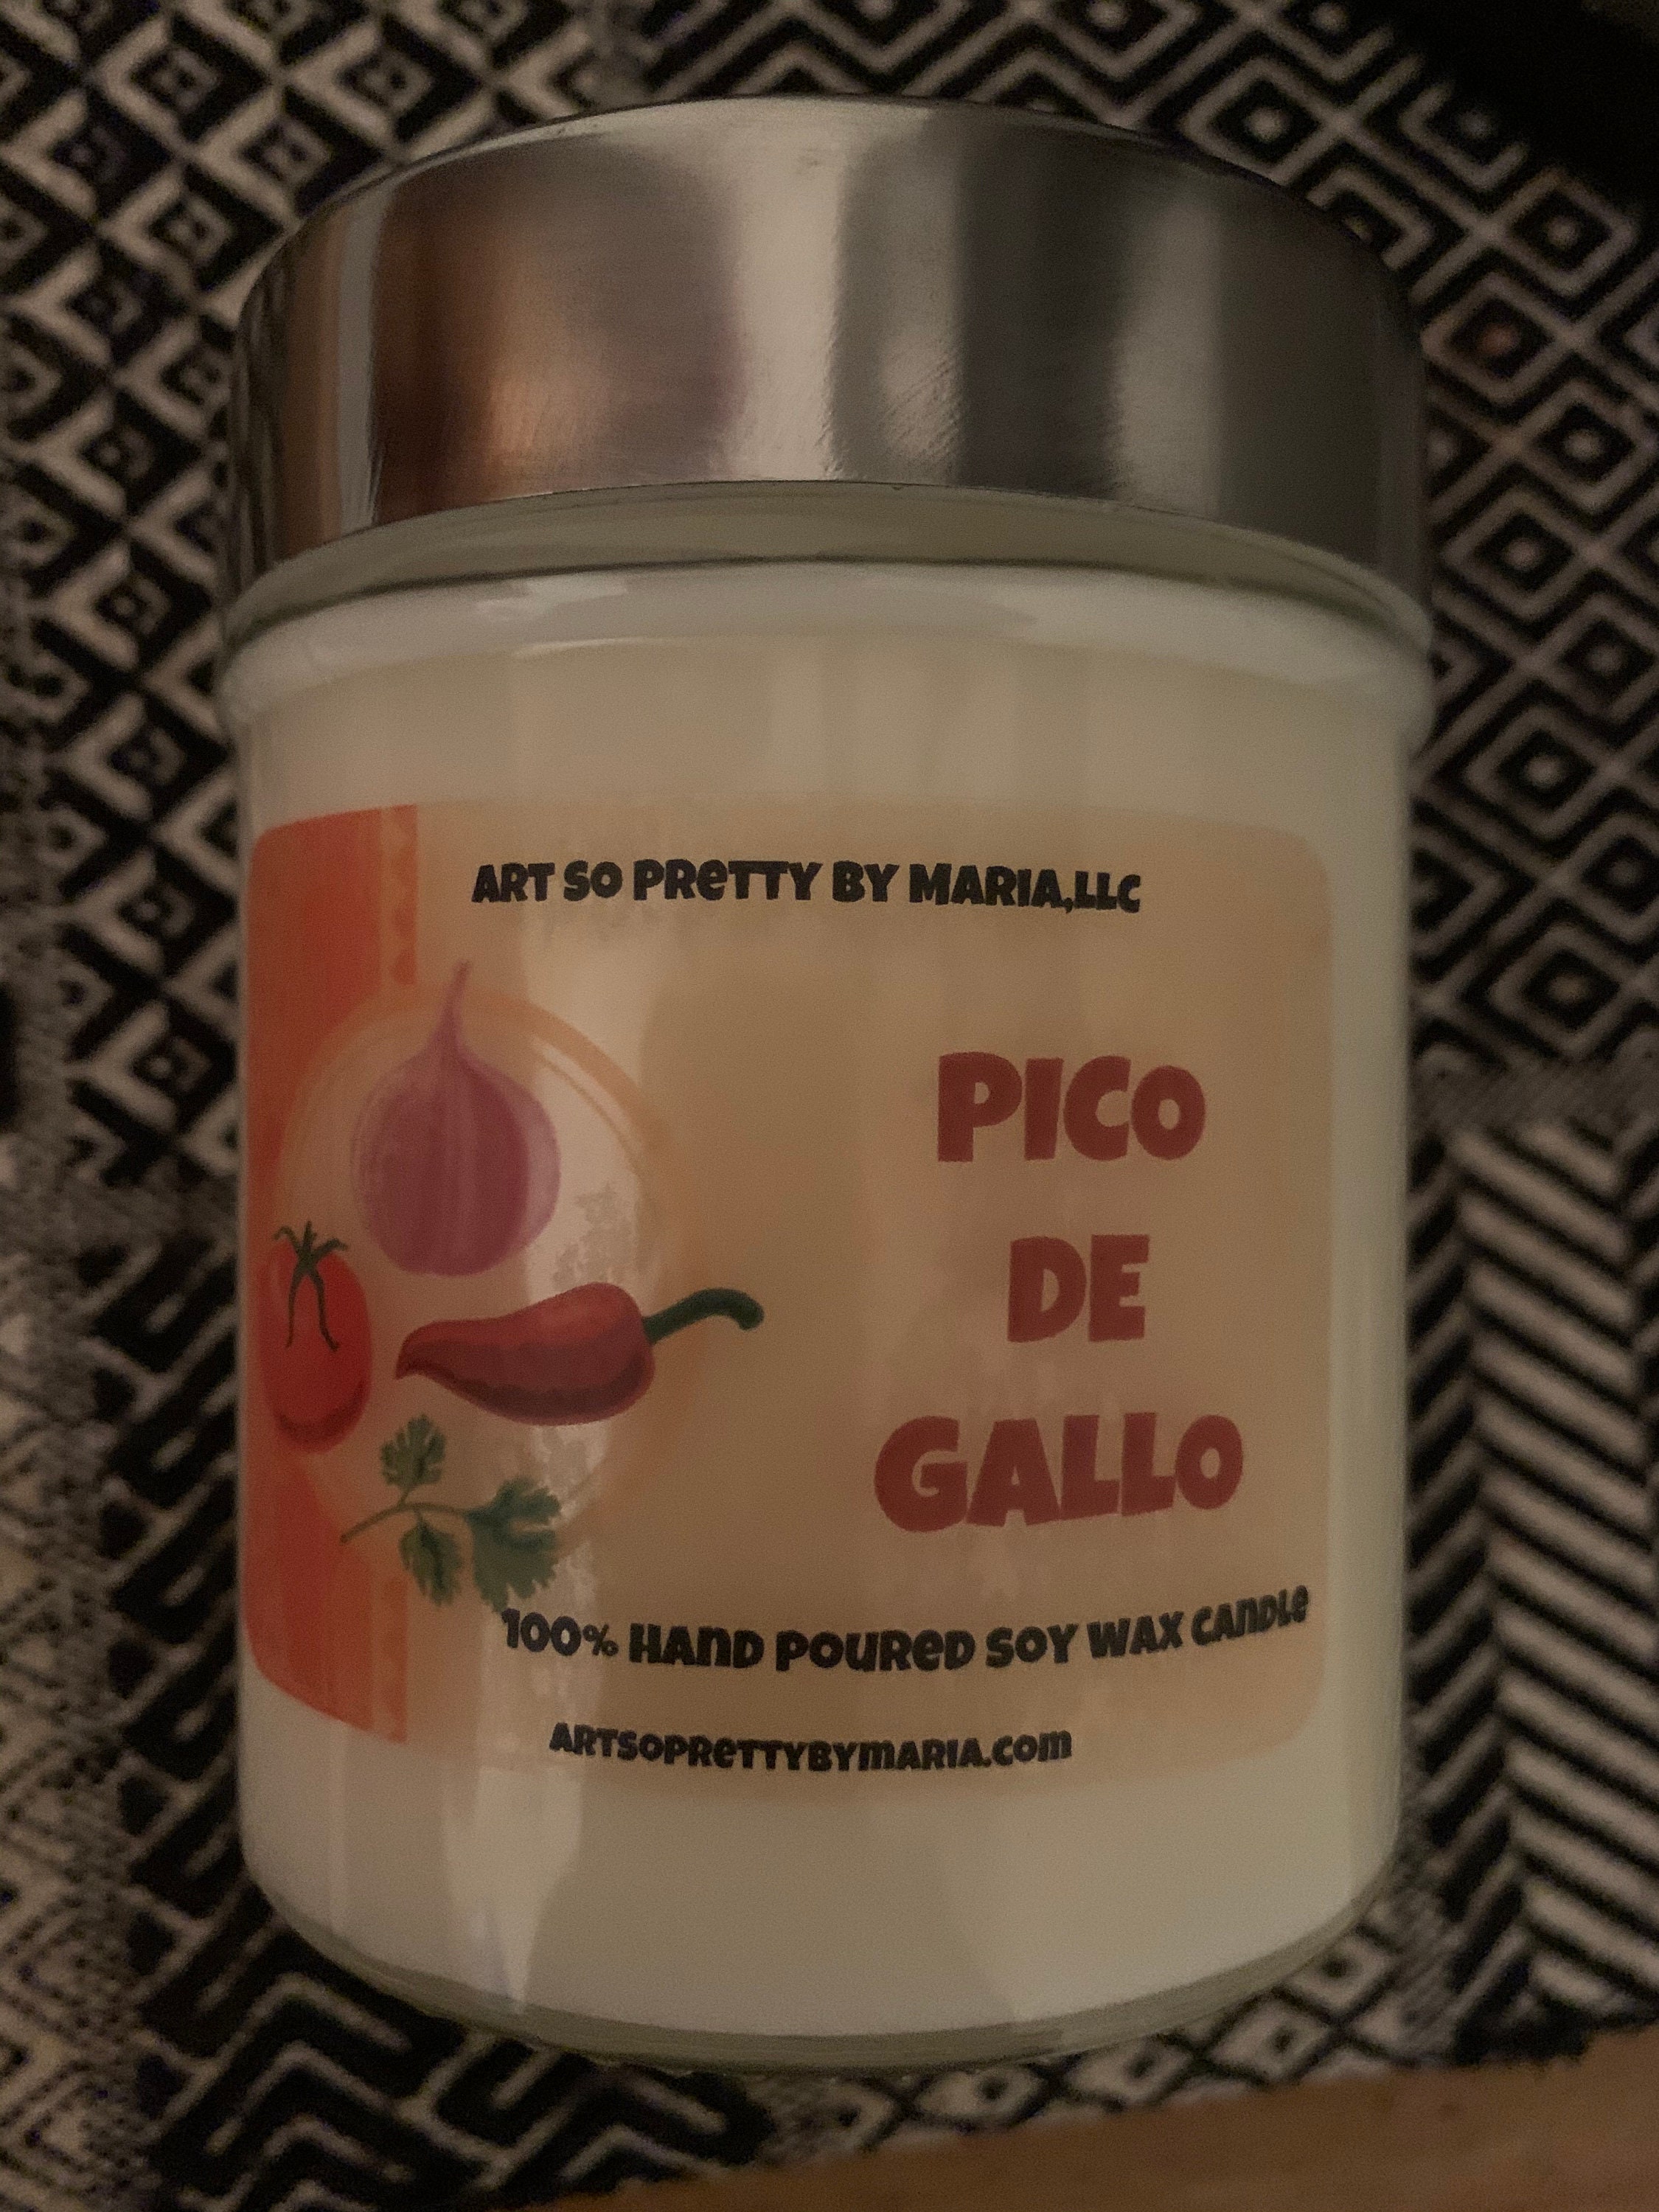 ART SO PRETTY BY MARIA,LLC
PICO
DE
GALLO
100% HAND POURED SOY WAX CANDLE
ARTSOPRETTYBYMARIA.COM